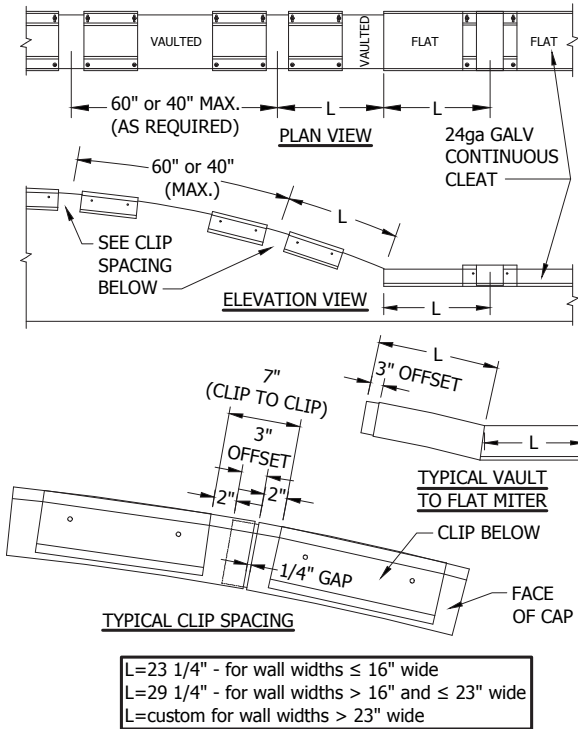 VAULTED
VAULTED
FLAT
FLAT
60" or 40" MAX.
(AS REQUIRED)
L
L
PLAN VIEW
24ga GALV
CONTINUOUS
CLEAT
60" or 40"
(MAX.)
L
SEE CLIP
SPACING
BELOW
ELEVATION VIEW
L
L
3" OFFSET
L
TYPICAL VAULT
TO FLAT MITER
7"
(CLIP TO CLIP)
3"
OFFSET
2"
2"
CLIP BELOW
1/4" GAP
FACE
OF CAP
TYPICAL CLIP SPACING
L=23 1/4" - for wall widths ≤ 16" wide
L=29 1/4" - for wall widths > 16" and ≤ 23" wide
L=custom for wall widths > 23" wide